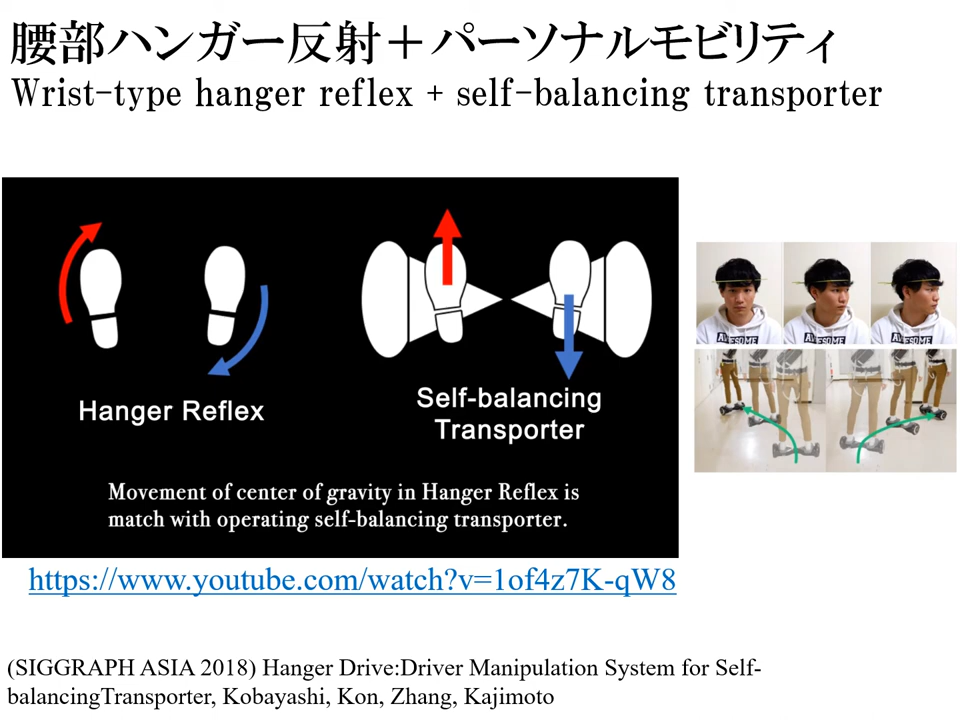 腰部ハンガー反射＋パーソナルモビリティ
Wrist-type hanger reflex + self-balancing transporter
Hanger Reflex
Self-balancing
Transporter
Movement of center of gravity in Hanger Reflex is
match with operating self-balancing transporter.
AWESOME
https://www.youtube.com/watch?v=1of4z7K-qW8
(SIGGRAPH ASIA 2018) Hanger Drive:Driver Manipulation System for Self-
balancingTransporter, Kobayashi, Kon, Zhang, Kajimoto